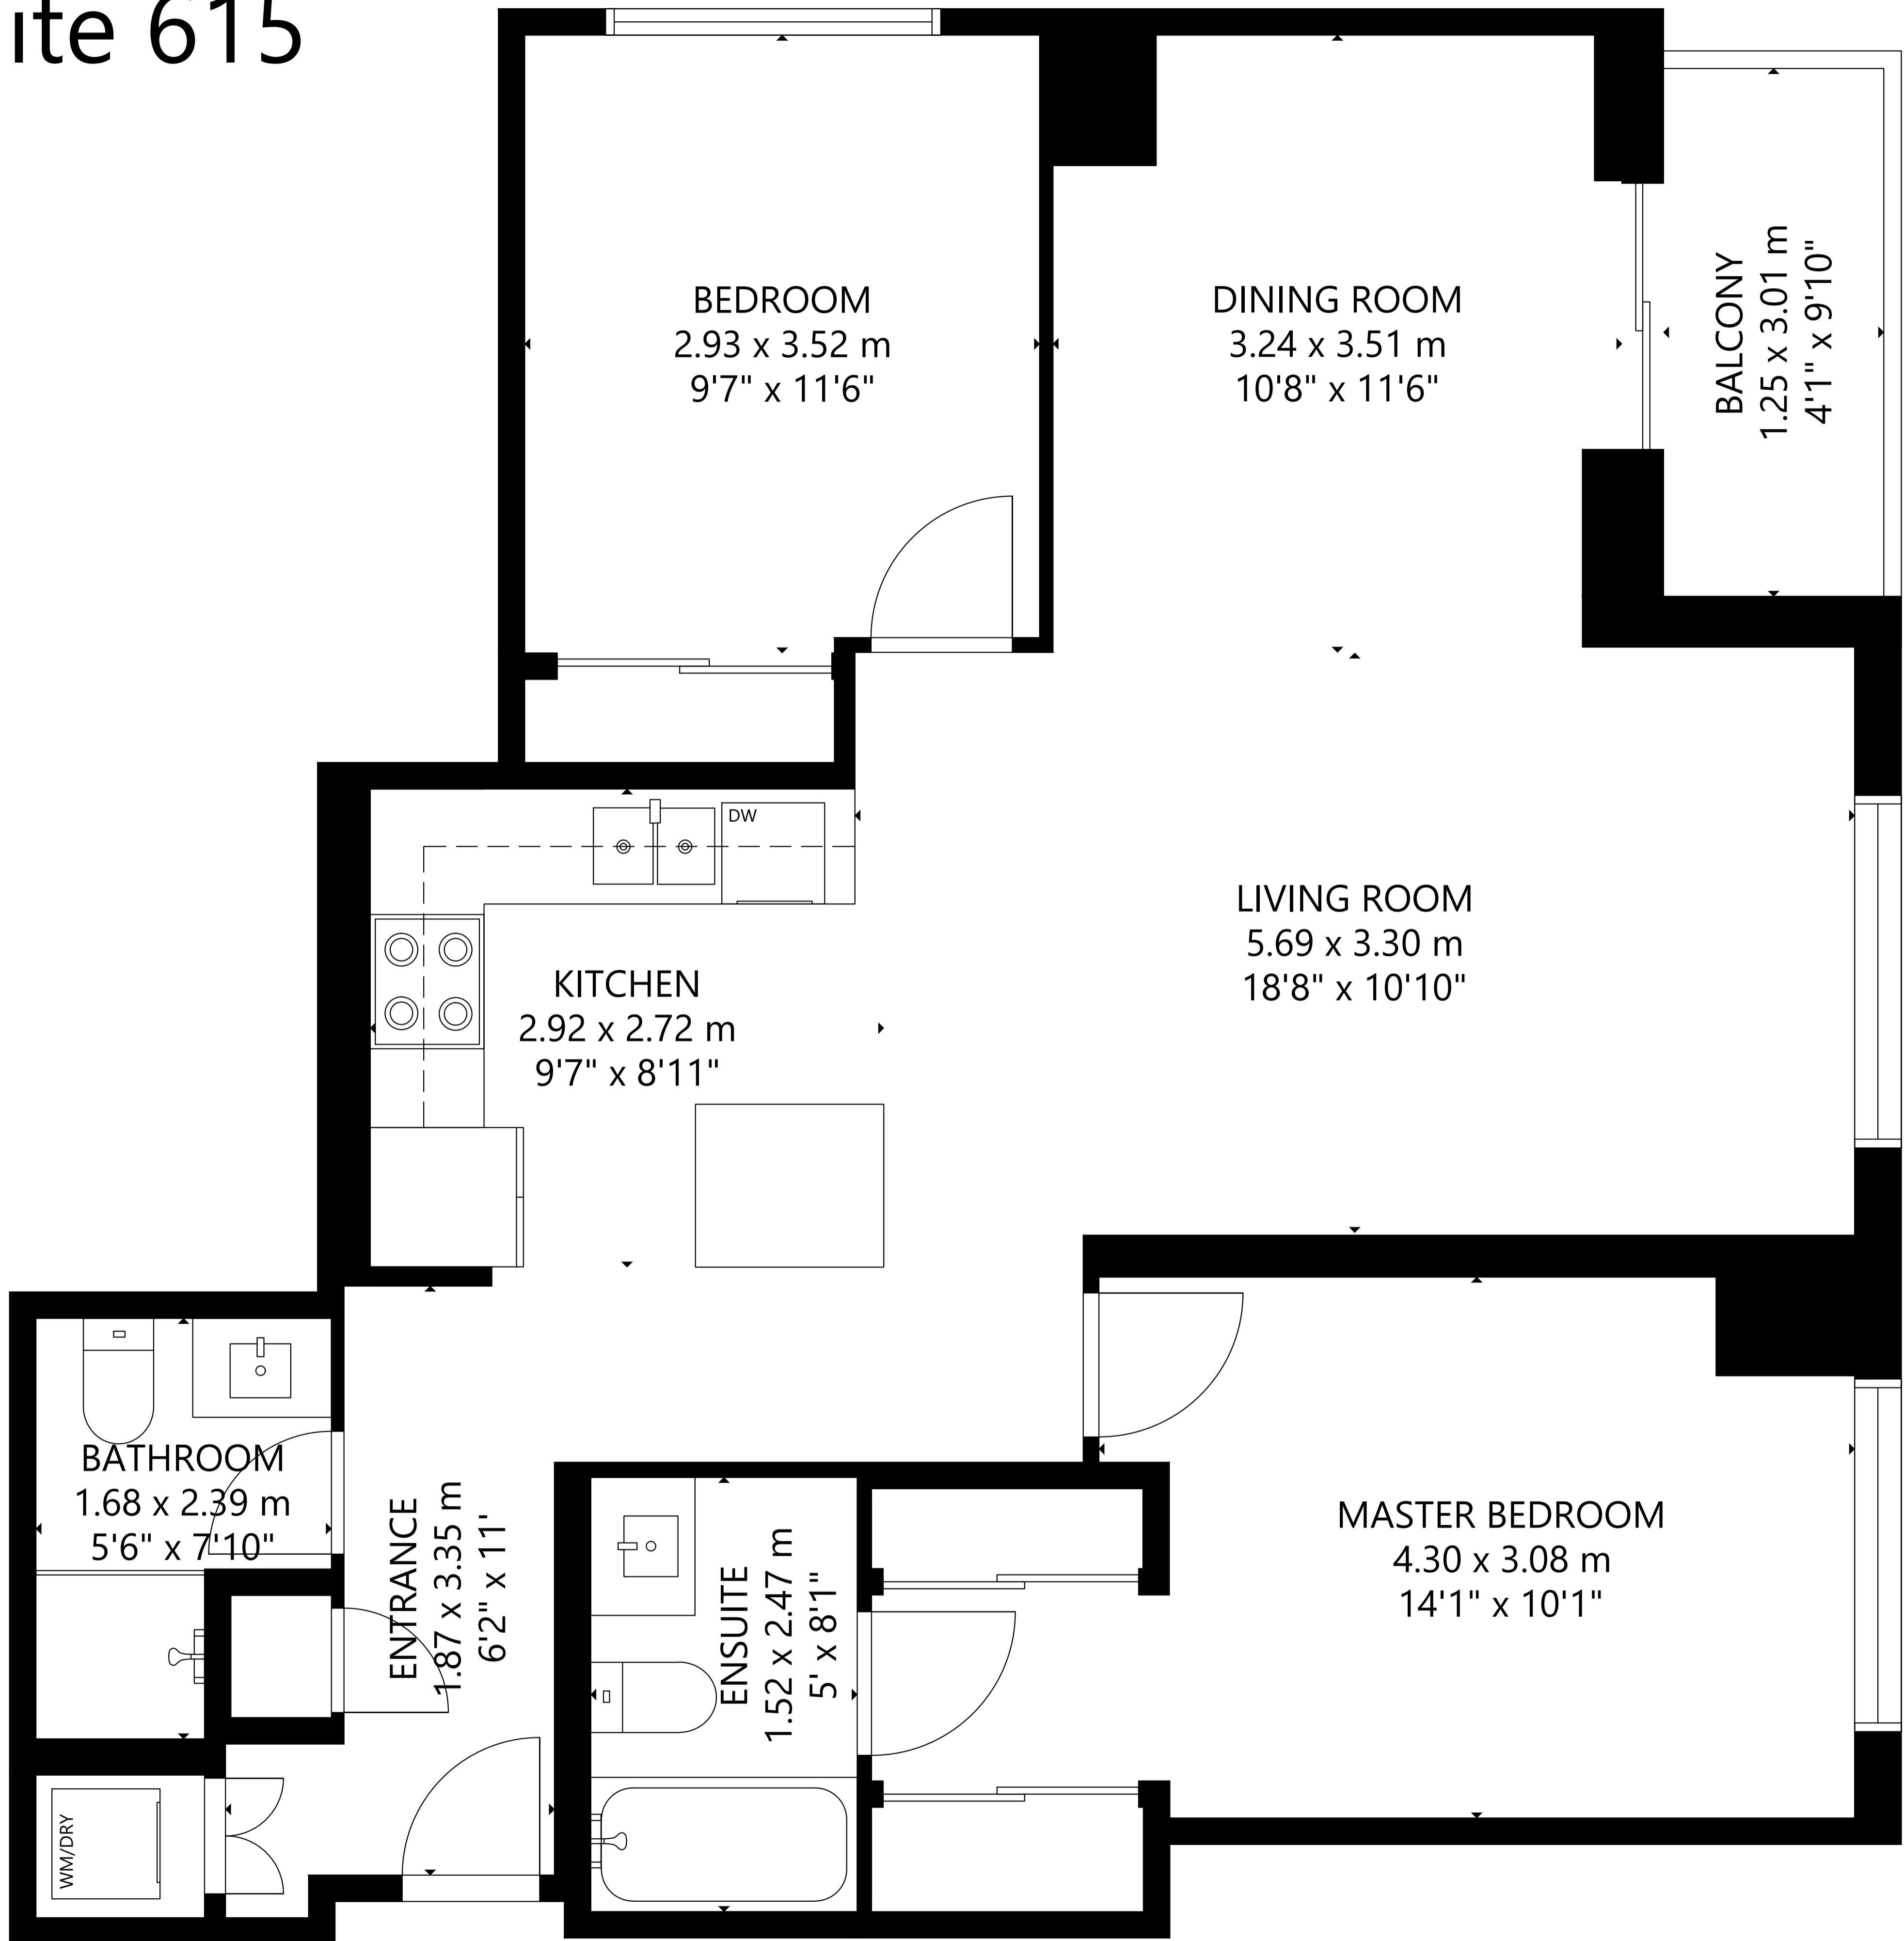 ite 615
BEDROOM
2.93 x 3.52 m
9'7" x 11'6"
DINING ROOM
3.24 x 3.51 m
10'8" x 11'6"
BALCONY
1.25 x 3.01 m
4'1" x 9'10"
DW
LIVING ROOM
5.69 x 3.30 m
18'8" x 10'10"
KITCHEN
2.92 x 2.72 m
9'7" x 8'11"
BATHROOM
1.68 x 2.39 m
5'6" x 7'10"
ENTRANCE
1.87 x 3.35 m
6'2" x 11'
ENSUITE
1.52 x 2.47 m
5' x 8'1"
MASTER BEDROOM
4.30 x 3.08 m
14'1" x 10'1"
WM/DRY